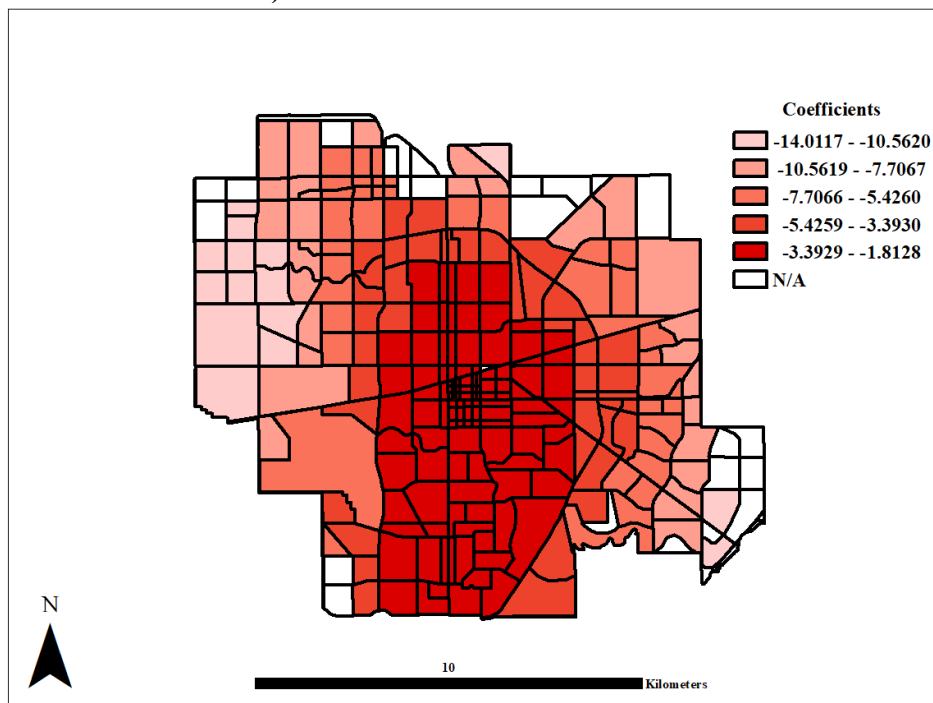 )
Coefficients
-14.0117 - -10.5620
-10.5619 - -7.7067
-7.7066 - -5.4260
-5.4259 - -3.3930
-3.3929 - -1.8128
N/A
N
10
Kilometers